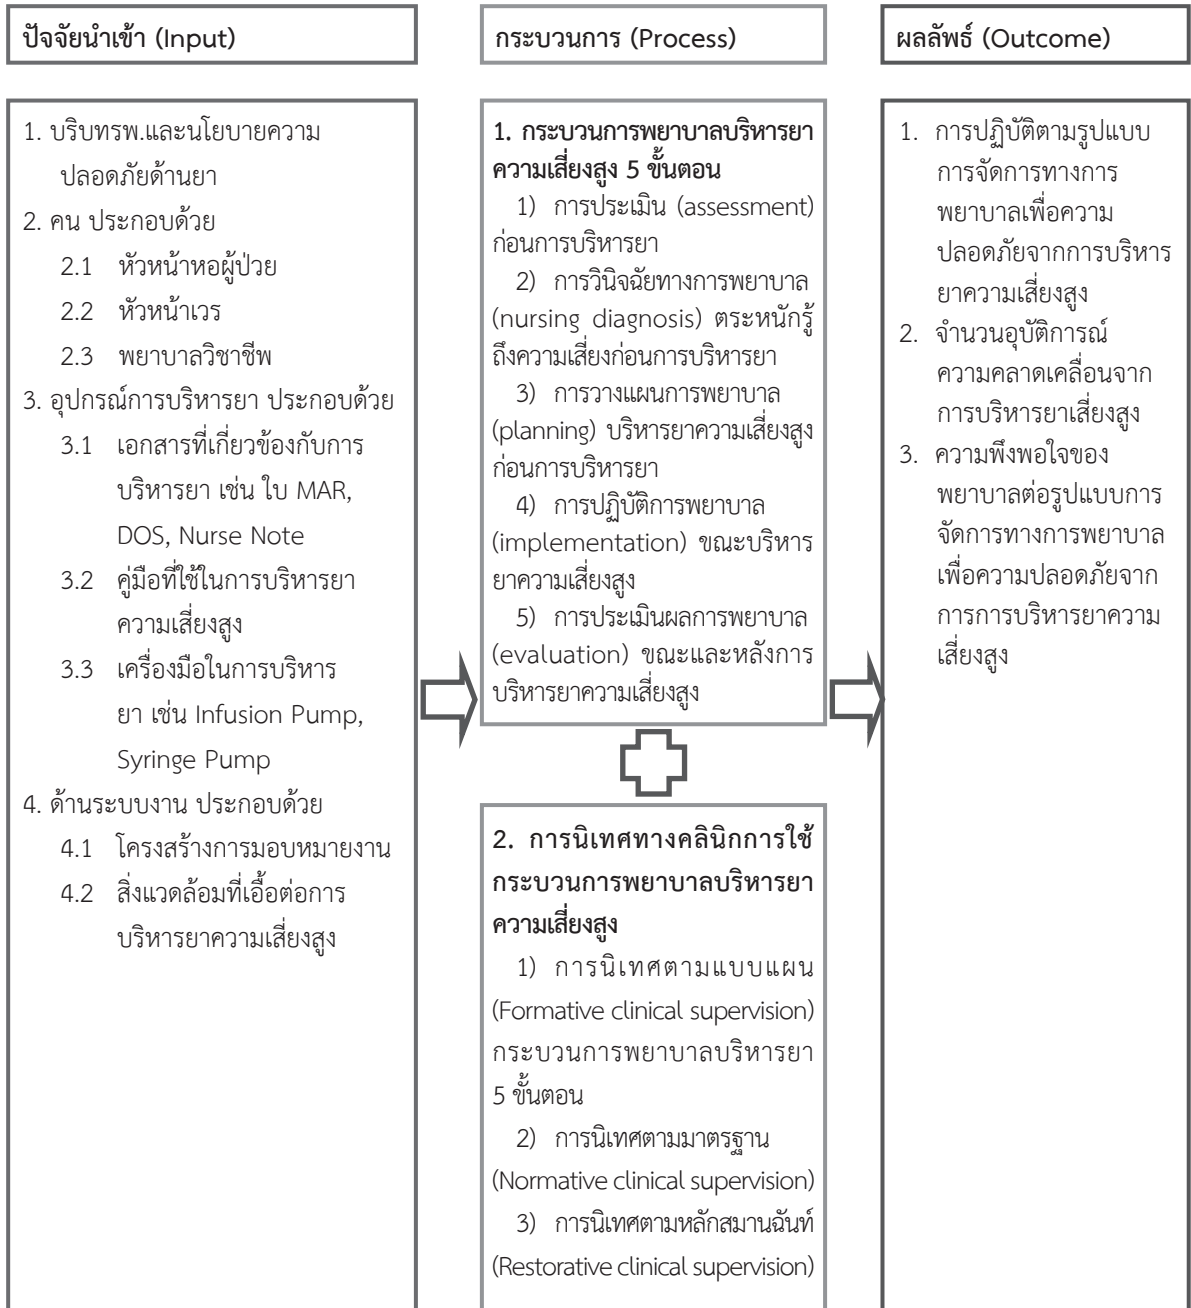 ปัจจัยนำเข้า (Input)
กระบวนการ (Process)
ผลลัพธ์ (Outcome)
1. บริบทรพ.และนโยบายความ
ปลอดภัยด้านยา
2. คน ประกอบด้วย
2.1 หัวหน้าหอผู้ป่วย
2.2 หัวหน้าเวร
2.3 พยาบาลวิชาชีพ
3. อุปกรณ์การบริหารยา ประกอบด้วย
3.1 เอกสารที่เกี่ยวข้องกับการ
บริหารยา เช่น ใบ MAR,
DOS, Nurse Note
3.2 คู่มือที่ใช้ในการบริหารยา
ความเสี่ยงสูง
3.3 เครื่องมือในการบริหาร
ยา เช่น Infusion Pump,
Syringe Pump
4. ด้านระบบงาน ประกอบด้วย
4.1 โครงสร้างการมอบหมายงาน
4.2 สิ่งแวดล้อมที่เอื้อต่อการ
บริหารยาความเสี่ยงสูง
1. กระบวนการพยาบาลบริหารยา
ความเสี่ยงสูง 5 ขั้นตอน
1) การประเมิน (assessment)
ก่อนการบริหารยา
2) การวินิจฉัยทางการพยาบาล
(nursing diagnosis) ตระหนักรู้
ถึงความเสี่ยงก่อนการบริหารยา
3) การวางแผนการพยาบาล
(planning) บริหารยาความเสี่ยงสูง
ก่อนการบริหารยา
4) การปฏิบัติการพยาบาล
(implementation) ขณะบริหาร
ยาความเสี่ยงสูง
5) การประเมินผลการพยาบาล
(evaluation) ขณะและหลังการ
บริหารยาความเสี่ยงสูง
2. การนิเทศทางคลินิกการใช้
กระบวนการพยาบาลบริหารยา
ความเสี่ยงสูง
1) การนิเทศตามแบบแผน
(Formative clinical supervision)
กระบวนการพยาบาลบริหารยา
5 ขั้นตอน
2) การนิเทศตามมาตรฐาน
(Normative clinical supervision)
3) การนิเทศตามหลักสมานฉันท์
(Restorative clinical supervision)
1. การปฏิบัติตามรูปแบบ
การจัดการทางการ
พยาบาลเพื่อความ
ปลอดภัยจากการบริหาร
ยาความเสี่ยงสูง
2. จำนวนอุบัติการณ์
ความคลาดเคลื่อนจาก
การบริหารยาเสี่ยงสูง
3. ความพึงพอใจของ
พยาบาลต่อรูปแบบการ
จัดการทางการพยาบาล
เพื่อความปลอดภัยจาก
การการบริหารยาความ
เสี่ยงสูง